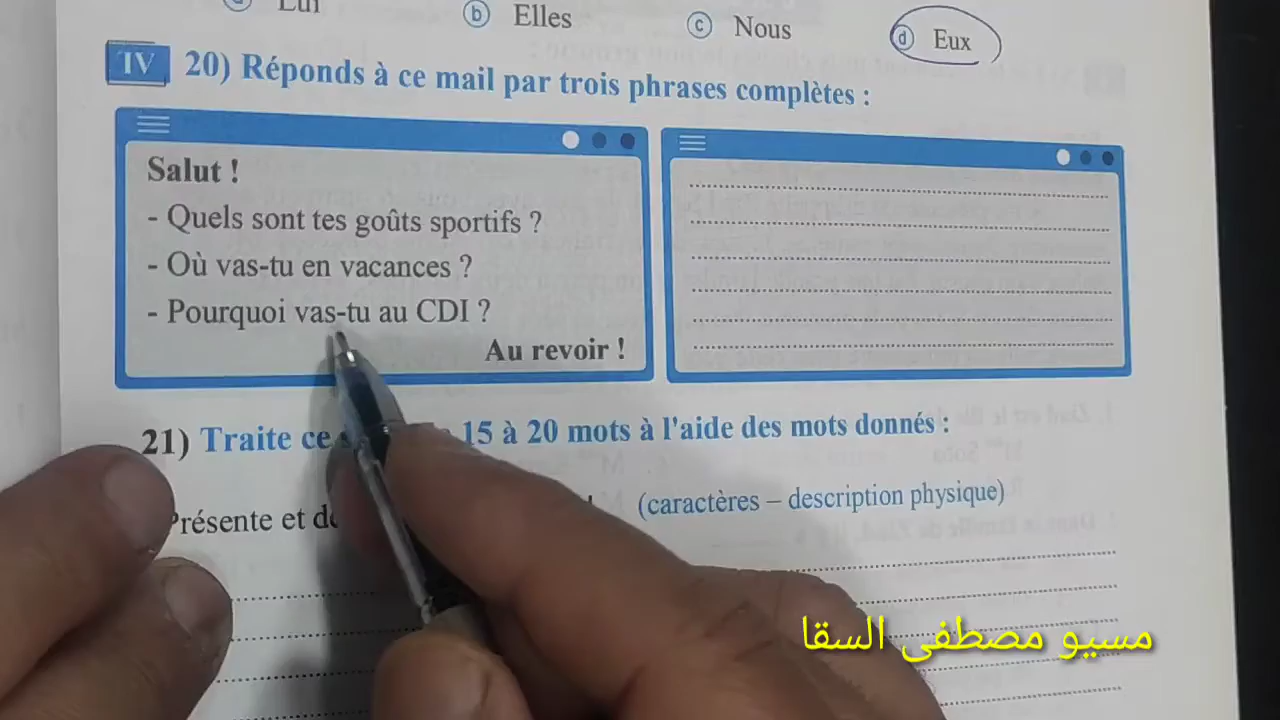 b Elles
c Nous
d Eux
IV 20) Réponds à ce mail par trois phrases complètes :
Salut !
- Quels sont tes goûts sportifs ?
- Où vas-tu en vacances ?
- Pourquoi vas-tu au CDI ?
Au revoir !
21) Traite ce 15 à 20 mots à l'aide des mots donnés :
Présente et (caractères – description physique)
مسيو مصطفى السقا